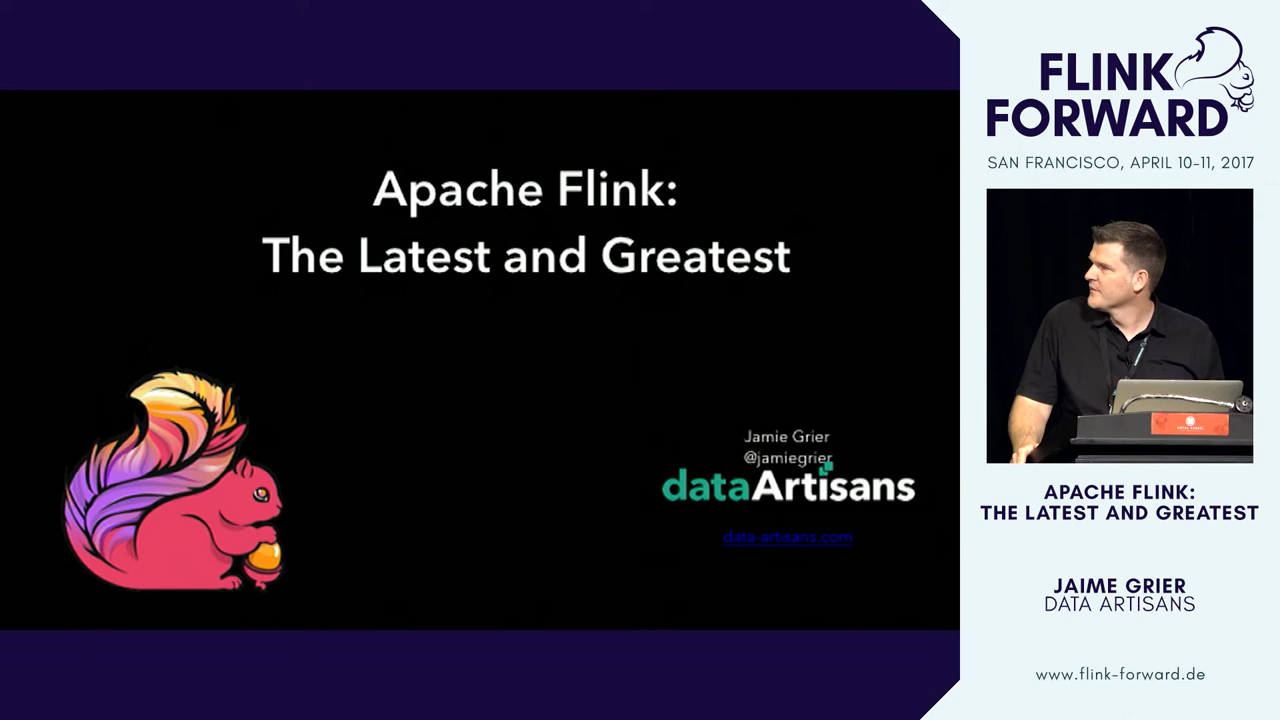 Apache Flink:
The Latest and Greatest
Jamie Grier
@jamiegrier
dataArtisans
data-artisans.com
FLINK
FORWARD
SAN FRANCISCO, APRIL 10-11, 2017
APACHE FLINK:
THE LATEST AND GREATEST
JAIME GRIER
DATA ARTISANS
www.flink-forward.de